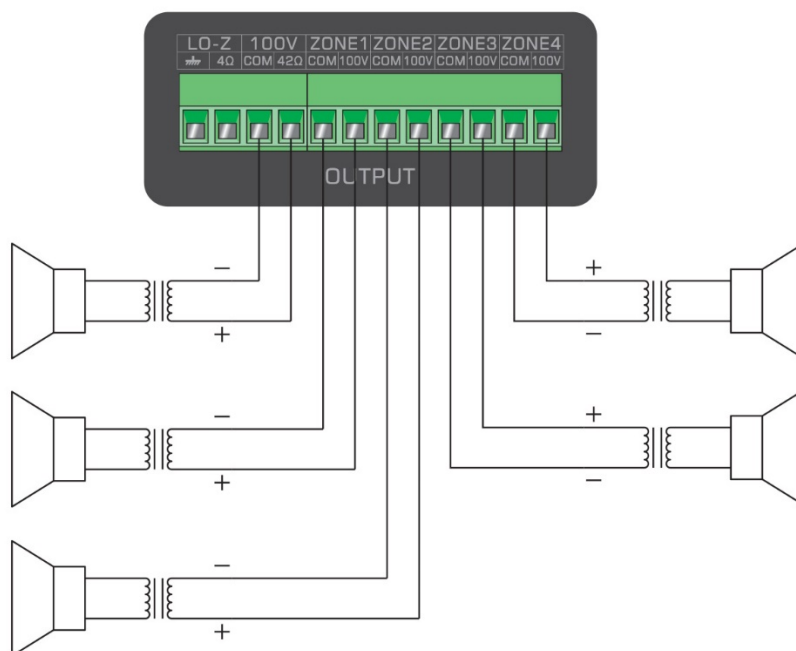 LO-Z 100V ZONE1 ZONE2 ZONE3 ZONE4
4Ω COM 42Ω COM 100V COM 100V COM 100V COM 100V
OUTPUT
− +
+ −
− +
+ −
−
+